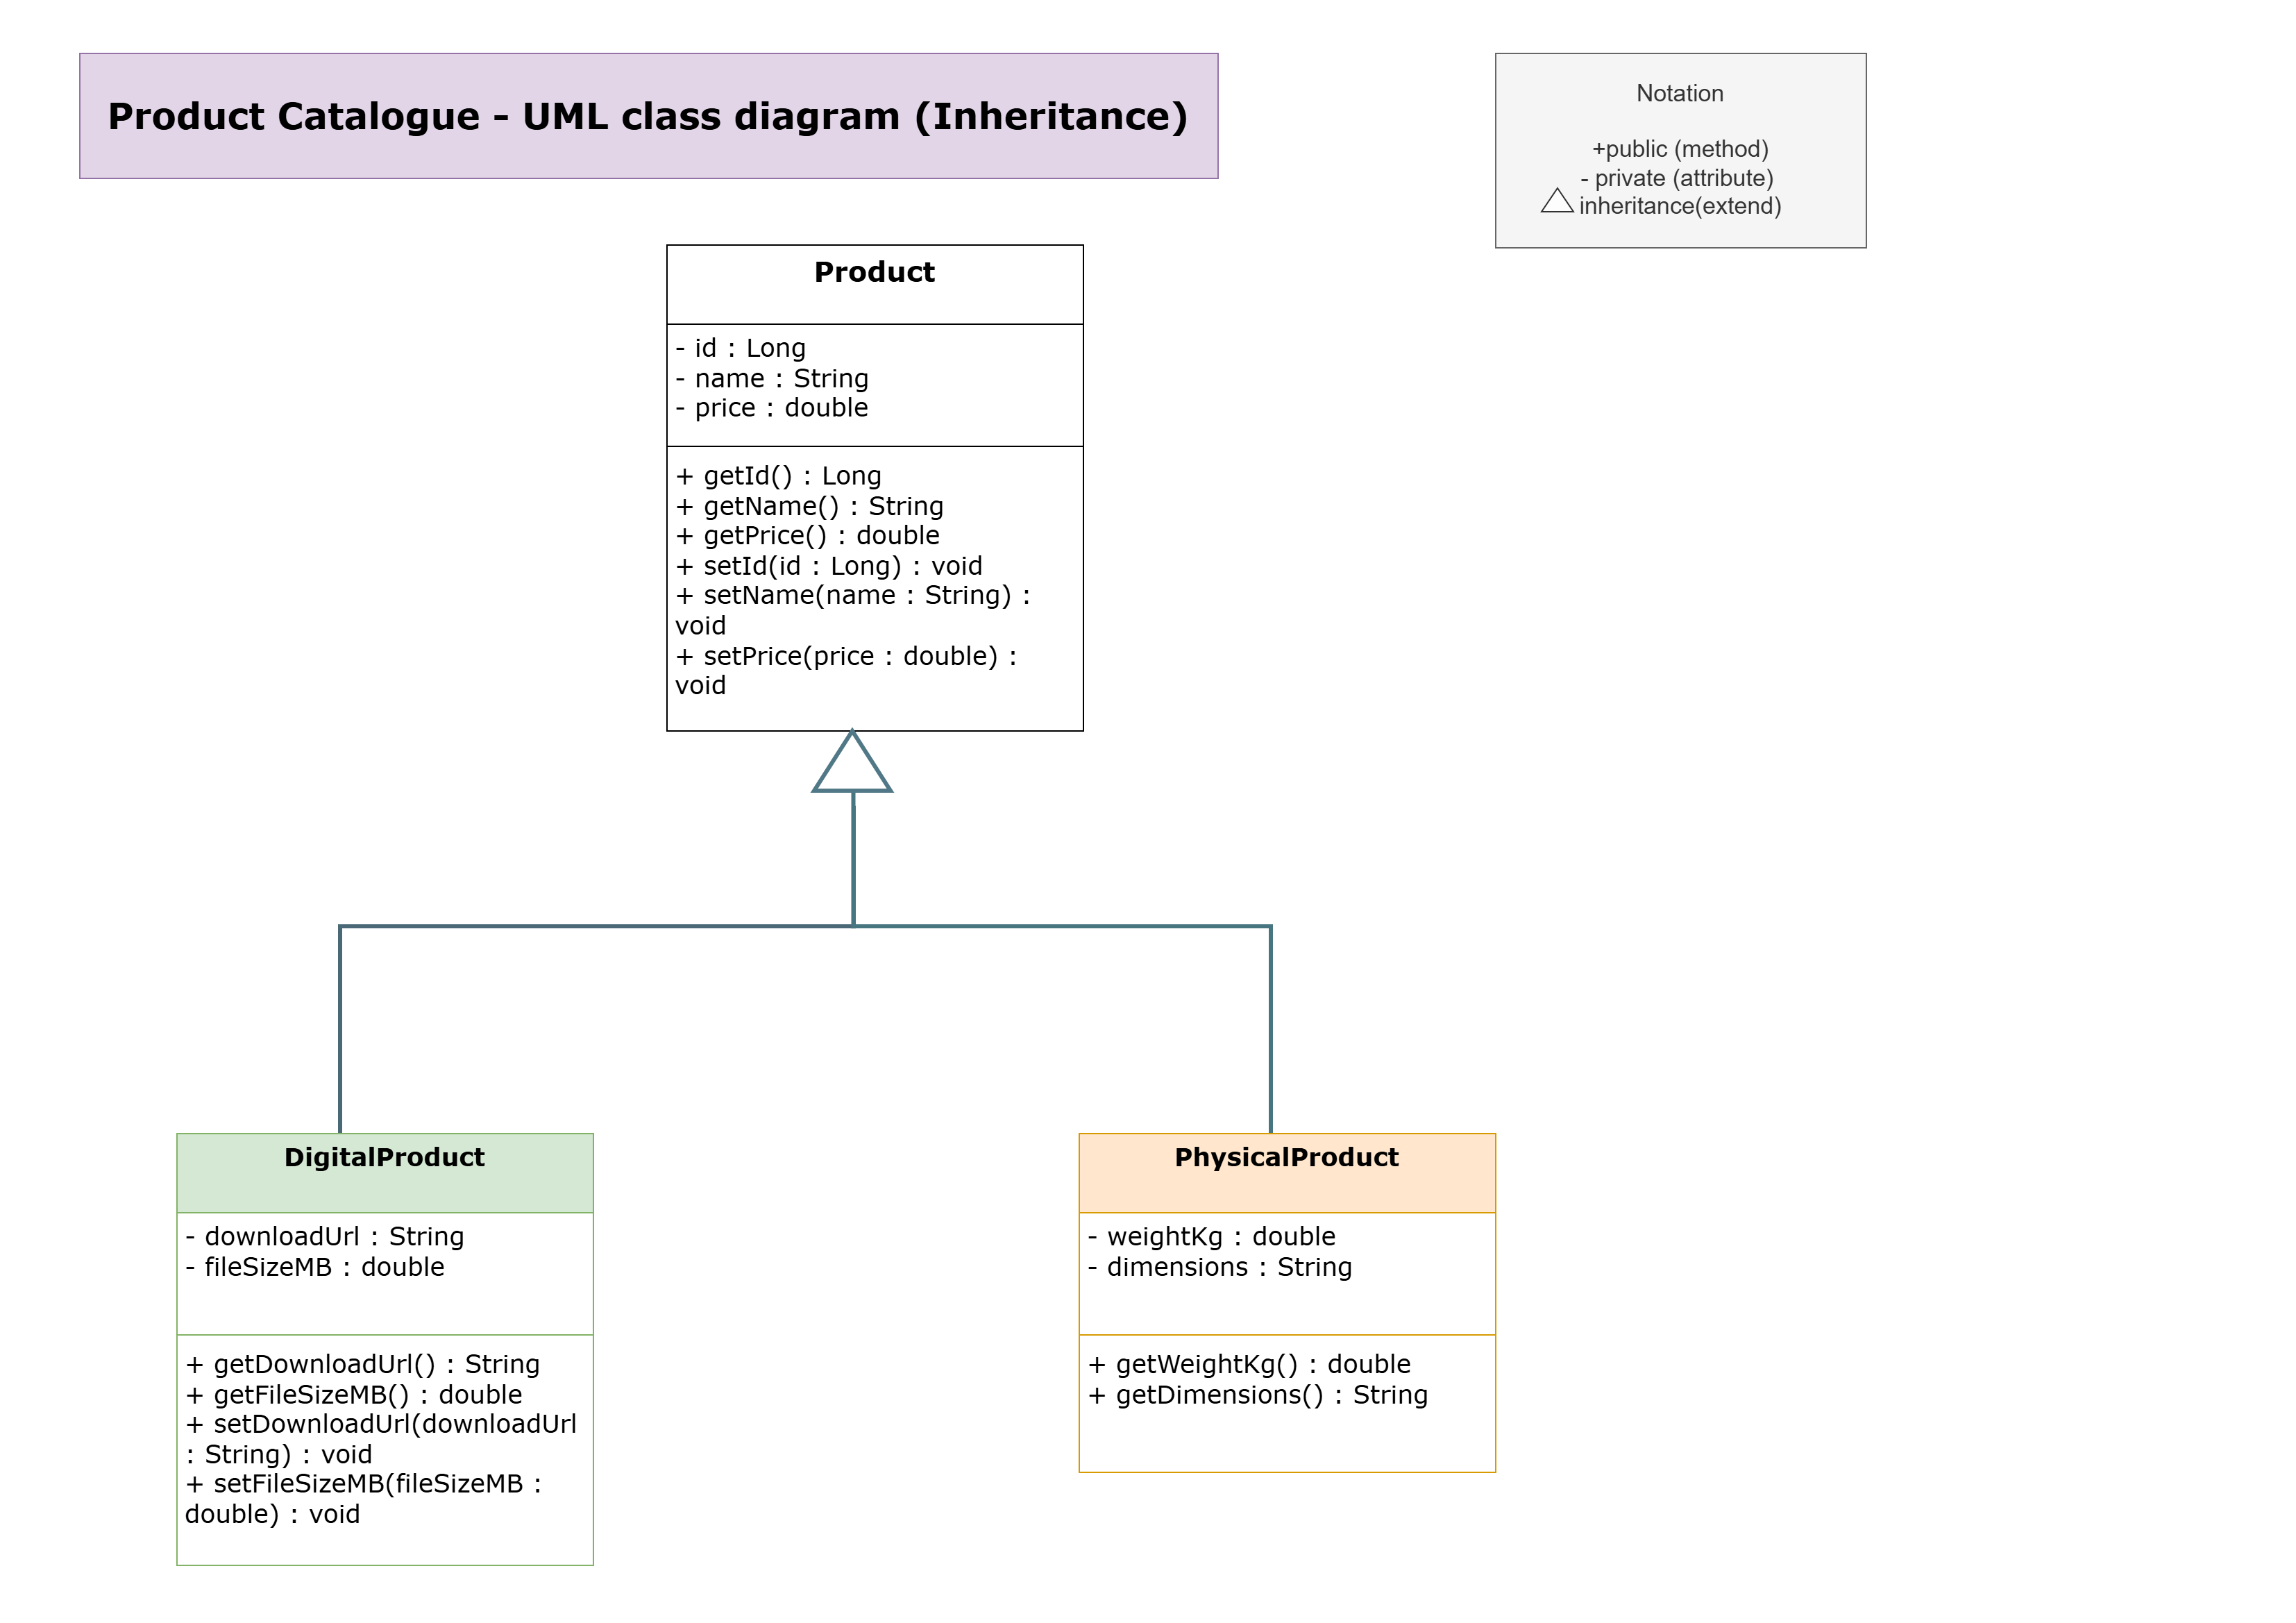 Product Catalogue – UML class diagram (Inheritance)
Notation
+public (method)
- private (attribute)
inheritance(extend)
Product
- id : Long
- name : String
- price : double
+ getId() : Long
+ getName() : String
+ getPrice() : double
+ setId(id : Long) : void
+ setName(name : String) :
void
+ setPrice(price : double) :
void
DigitalProduct
- downloadUrl : String
- fileSizeMB : double
+ getDownloadUrl() : String
+ getFileSizeMB() : double
+ setDownloadUrl(downloadUrl
: String) : void
+ setFileSizeMB(fileSizeMB :
double) : void
PhysicalProduct
- weightKg : double
- dimensions : String
+ getWeightKg() : double
+ getDimensions() : String